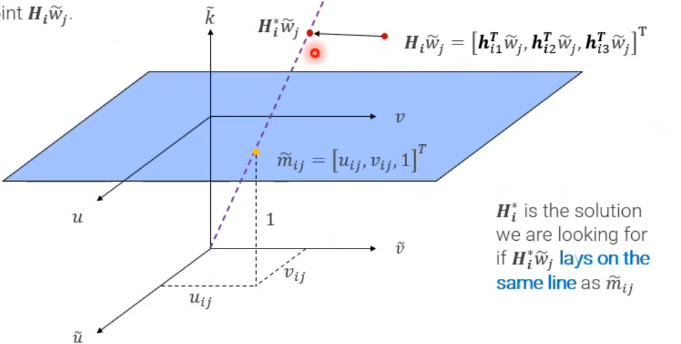 int H_i w̃_j.
k̃
H_i^* w̃_j
H_i w̃_j = [h_{i1}^T w̃_j, h_{i2}^T w̃_j, h_{i3}^T w̃_j]^T
v
m̃_{ij} = [u_{ij}, v_{ij}, 1]^T
u
1
H_i^* is the solution
we are looking for
if H_i^* w̃_j lays on the
same line as m̃_{ij}
ṽ
v_{ij}
u_{ij}
ũ